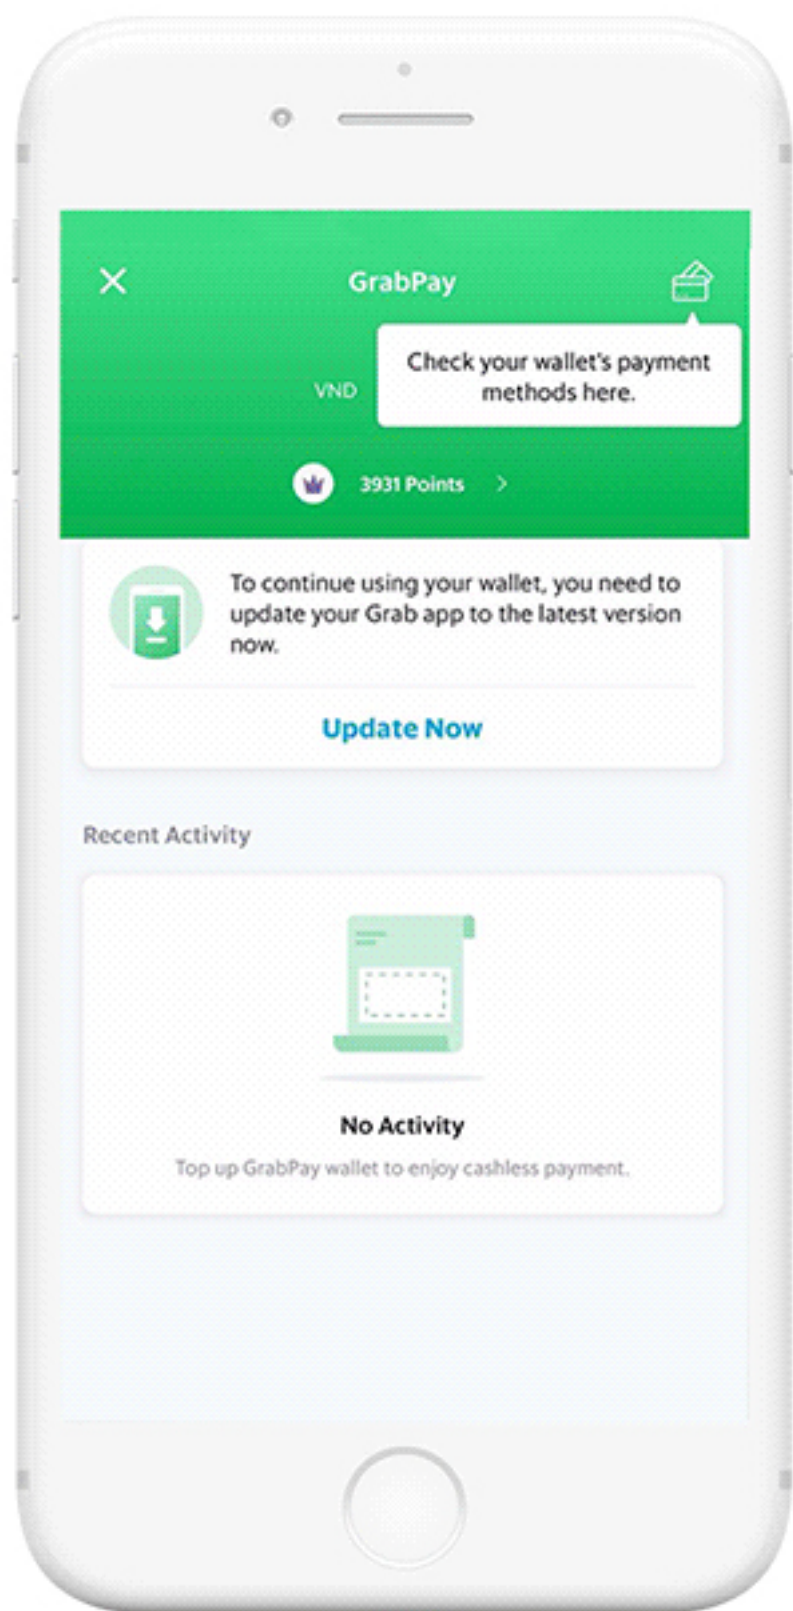 GrabPay
Check your wallet's payment
methods here.
VND
3931 Points
To continue using your wallet, you need to
update your Grab app to the latest version
now.
Update Now
Recent Activity
No Activity
Top up GrabPay wallet to enjoy cashless payment.